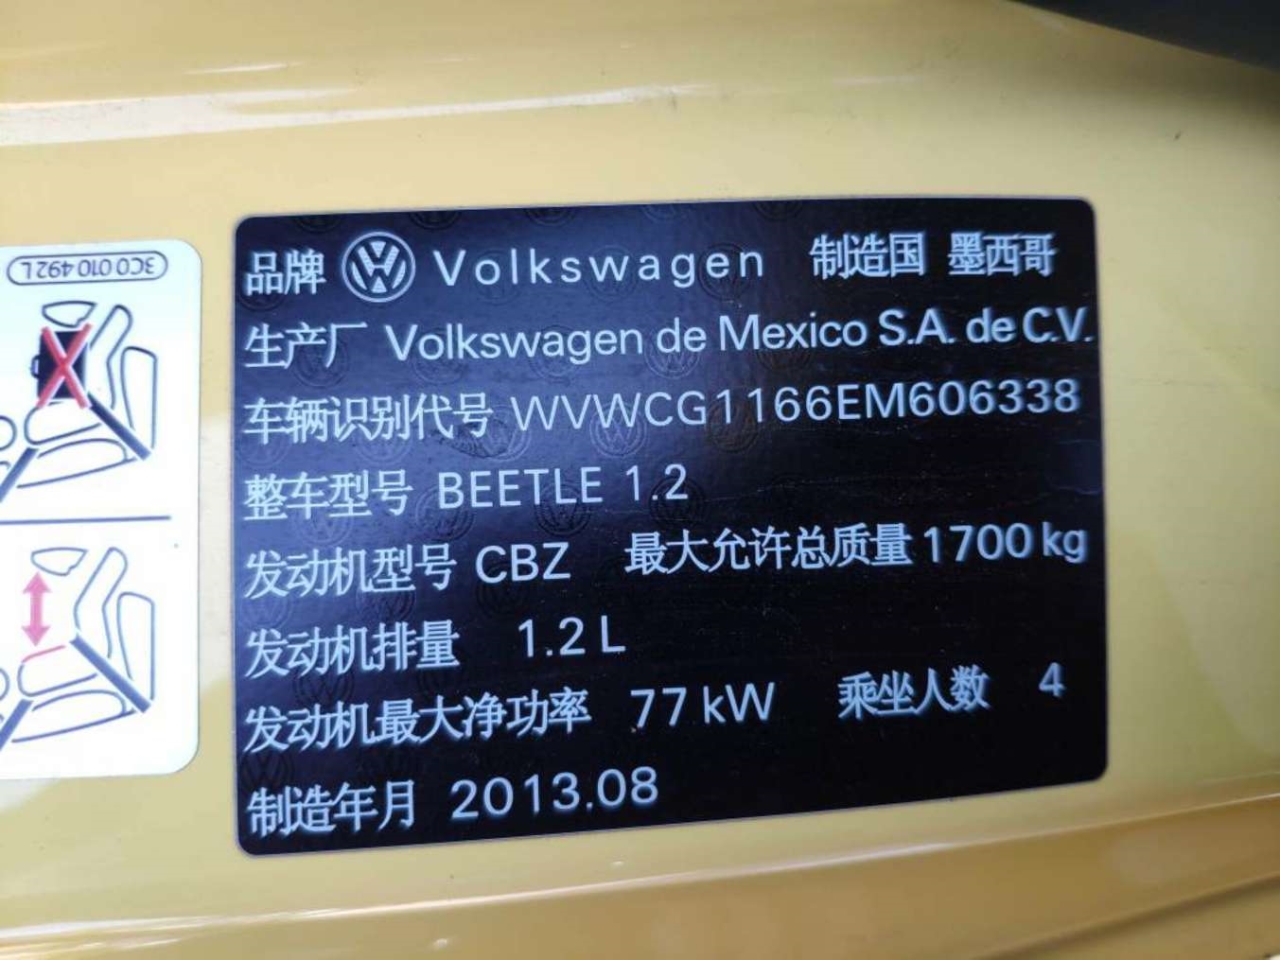 3C0 010 492 L
品牌 Volkswagen 制造国 墨西哥
生产厂 Volkswagen de Mexico S.A. de C.V.
车辆识别代号 WVWCG1166EM606338
整车型号 BEETLE 1.2
发动机型号 CBZ 最大允许总质量 1700 kg
发动机排量 1.2 L
发动机最大净功率 77 kW 乘坐人数 4
制造年月 2013.08